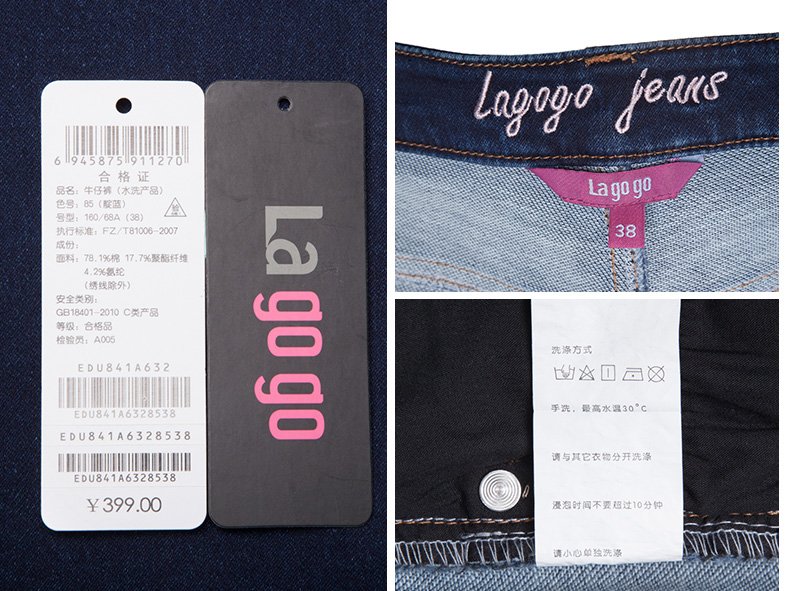 6 945875 911270
合格证
品名：牛仔裤（水洗产品）
色号：85（靛蓝）
号型：160/68A（38）
执行标准：FZ/T81006-2007
成份：
面料：78.1%棉 17.7%聚酯纤维
4.2%氨纶
（绣线除外）
安全类别：
GB18401-2010 C类产品
等级：合格品
检验员：A005
EDU841A632
EDU841A6328538
EDU841A6328538
EDU841A6328538
￥399.00
Lagogo
Lagogo jeans
Lagogo
38
洗涤方式
手洗，最高水温30°C
请与其它衣物分开洗涤
浸泡时间不要超过10分钟
请小心单独洗涤